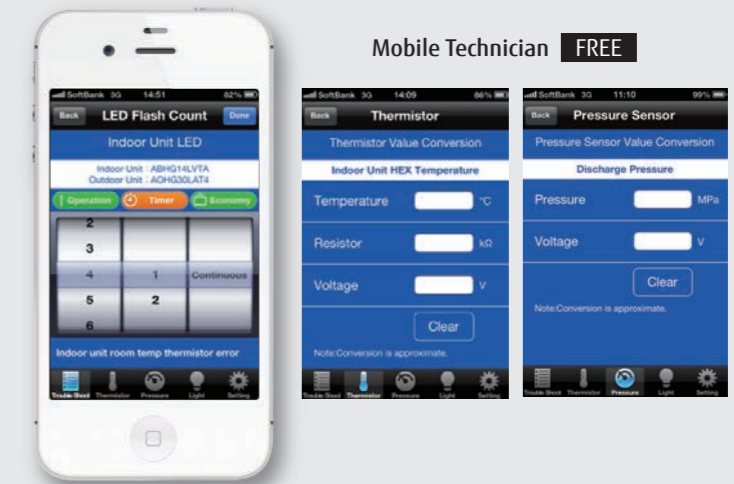 Mobile Technician FREE
SoftBank 3G 14:51 82%
Back LED Flash Count Done
Indoor Unit LED
Indoor Unit : ABHG14LVTA
Outdoor Unit : AOHG30LAT4
Operation Timer Economy
2
3
4 1 Continuous
5 2
6
Indoor unit room temp thermistor error
Trouble Shoot Thermistor Pressure Light Setting
SoftBank 3G 14:09 86%
Back Thermistor
Thermistor Value Conversion
Indoor Unit HEX Temperature
Temperature °C
Resistor kΩ
Voltage V
Clear
Note:Conversion is approximate.
Trouble Shoot Thermistor Pressure Light Setting
SoftBank 3G 11:10 99%
Back Pressure Sensor
Pressure Sensor Value Conversion
Discharge Pressure
Pressure MPa
Voltage V
Clear
Note:Conversion is approximate.
Trouble Shoot Thermistor Pressure Light Setting